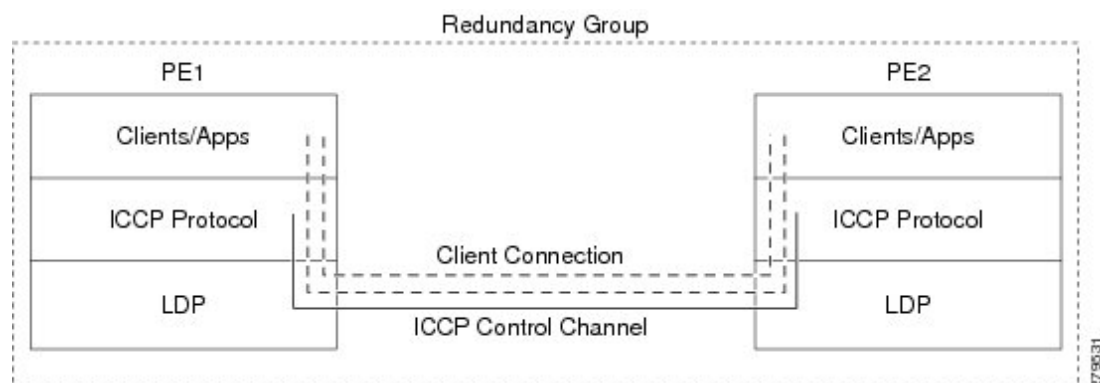 Redundancy Group
PE1
PE2
Clients/Apps
Clients/Apps
ICCP Protocol
ICCP Protocol
Client Connection
LDP
LDP
ICCP Control Channel